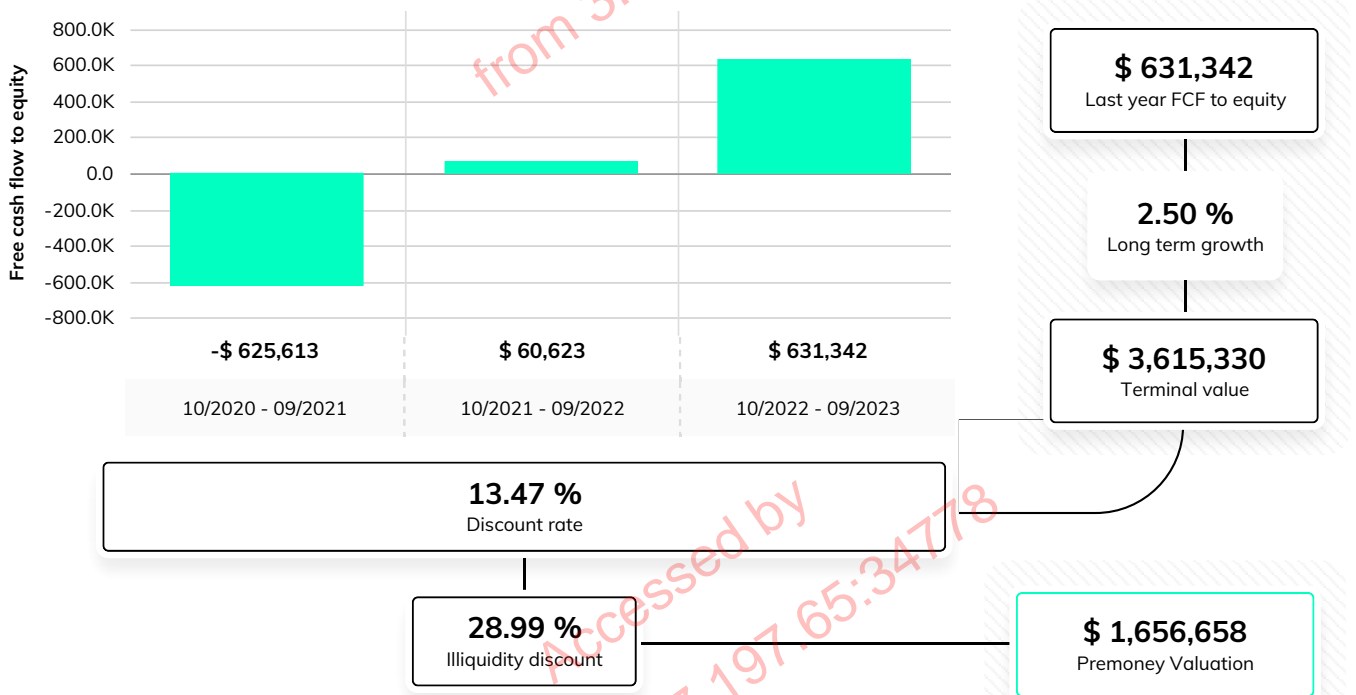 Free cash flow to equity
800.0K
600.0K
400.0K
200.0K
0.0
-200.0K
-400.0K
-600.0K
-800.0K
-$ 625,613
$ 60,623
$ 631,342
10/2020 - 09/2021
10/2021 - 09/2022
10/2022 - 09/2023
$ 631,342
Last year FCF to equity
2.50 %
Long term growth
$ 3,615,330
Terminal value
13.47 %
Discount rate
28.99 %
Illiquidity discount
$ 1,656,658
Premoney Valuation
from
Accessed by
197.65:34778